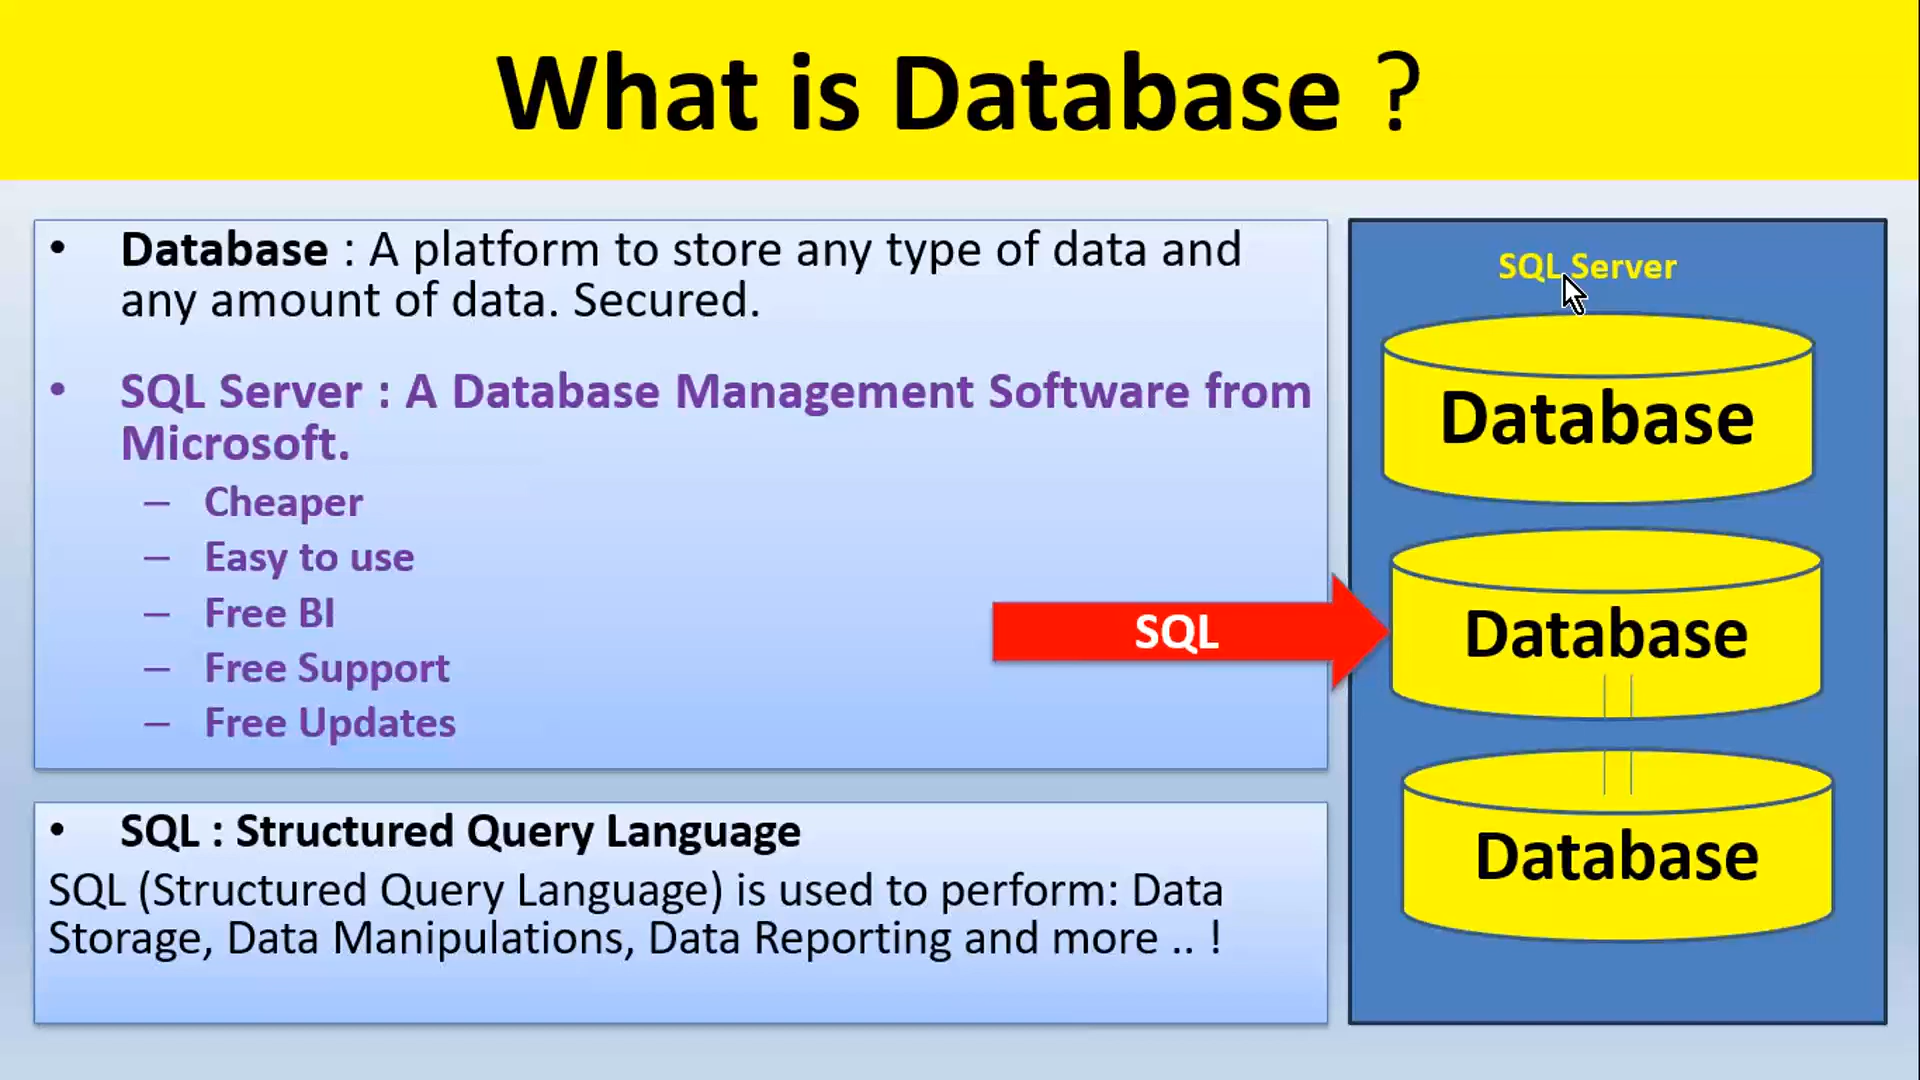 What is Database ?
• Database : A platform to store any type of data and
any amount of data. Secured.
• SQL Server : A Database Management Software from
Microsoft.
– Cheaper
– Easy to use
– Free BI
– Free Support
– Free Updates
• SQL : Structured Query Language
SQL (Structured Query Language) is used to perform: Data
Storage, Data Manipulations, Data Reporting and more .. !
SQL
SQL Server
Database
Database
Database